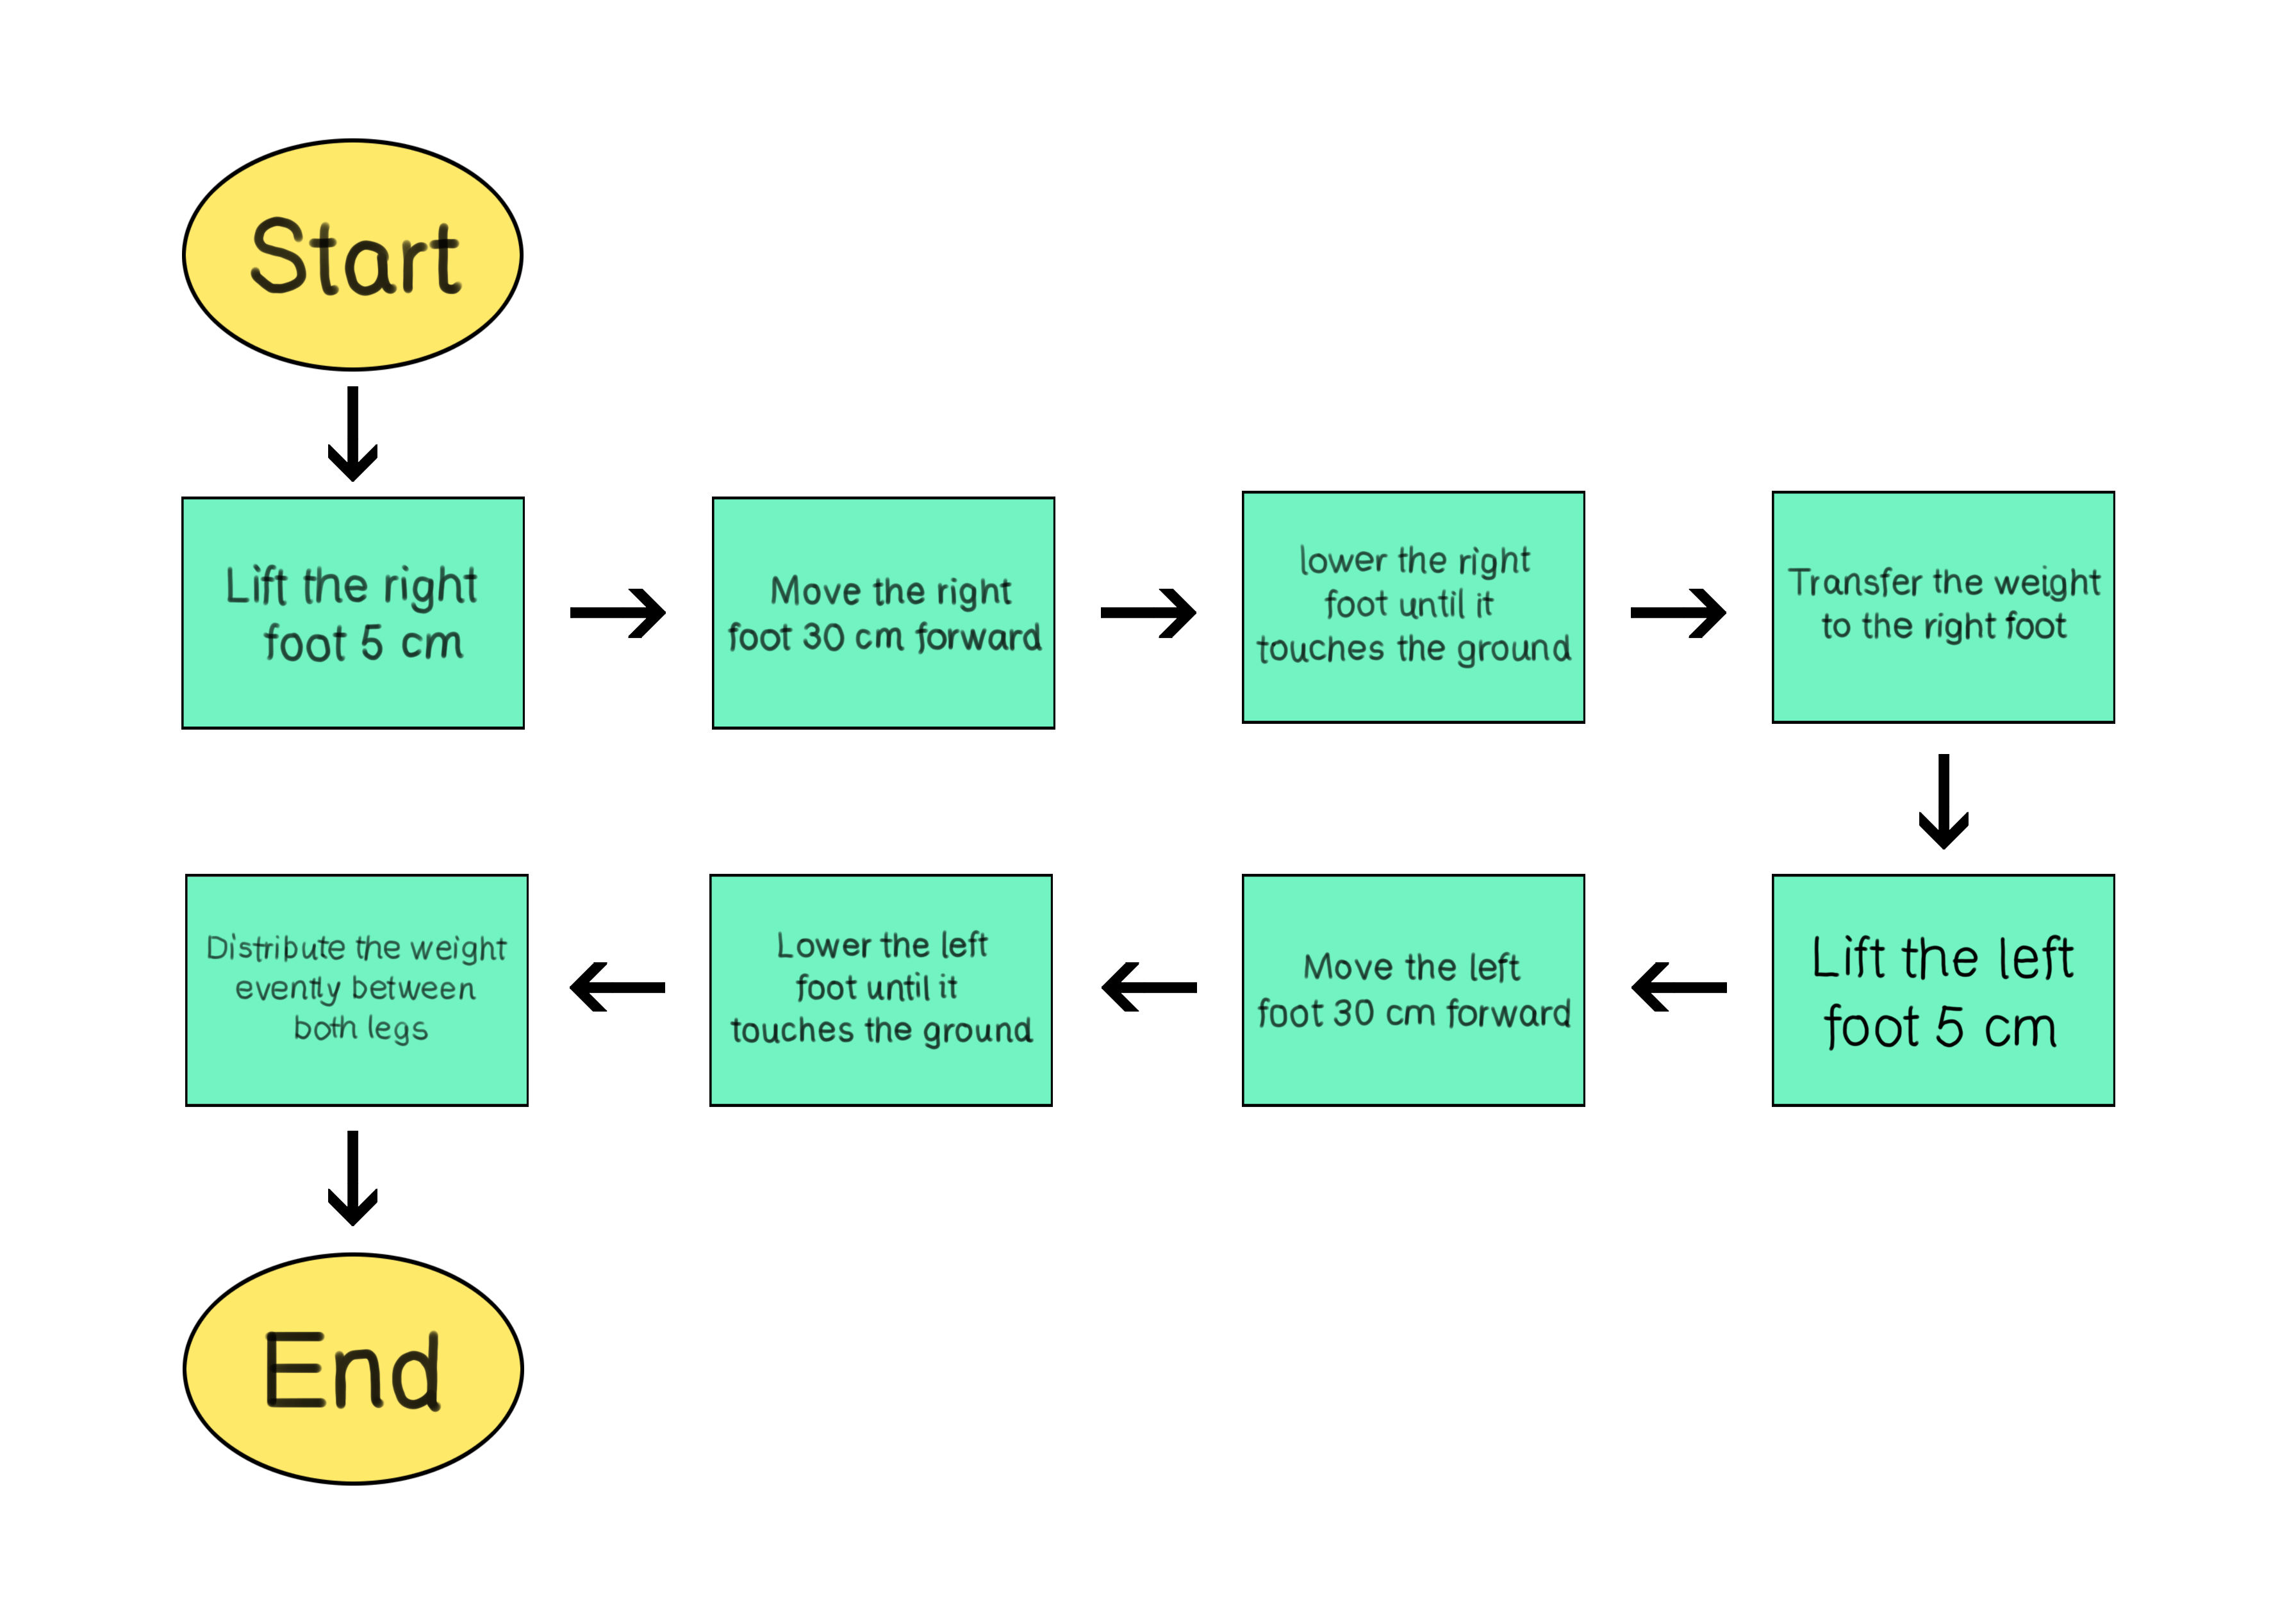 Start
Lift the right
foot 5 cm
Move the right
foot 30 cm forward
lower the right
foot until it
touches the ground
Transfer the weight
to the right foot
Lift the left
foot 5 cm
Move the left
foot 30 cm forward
Lower the left
foot until it
touches the ground
Distribute the weight
evently between
both legs
End